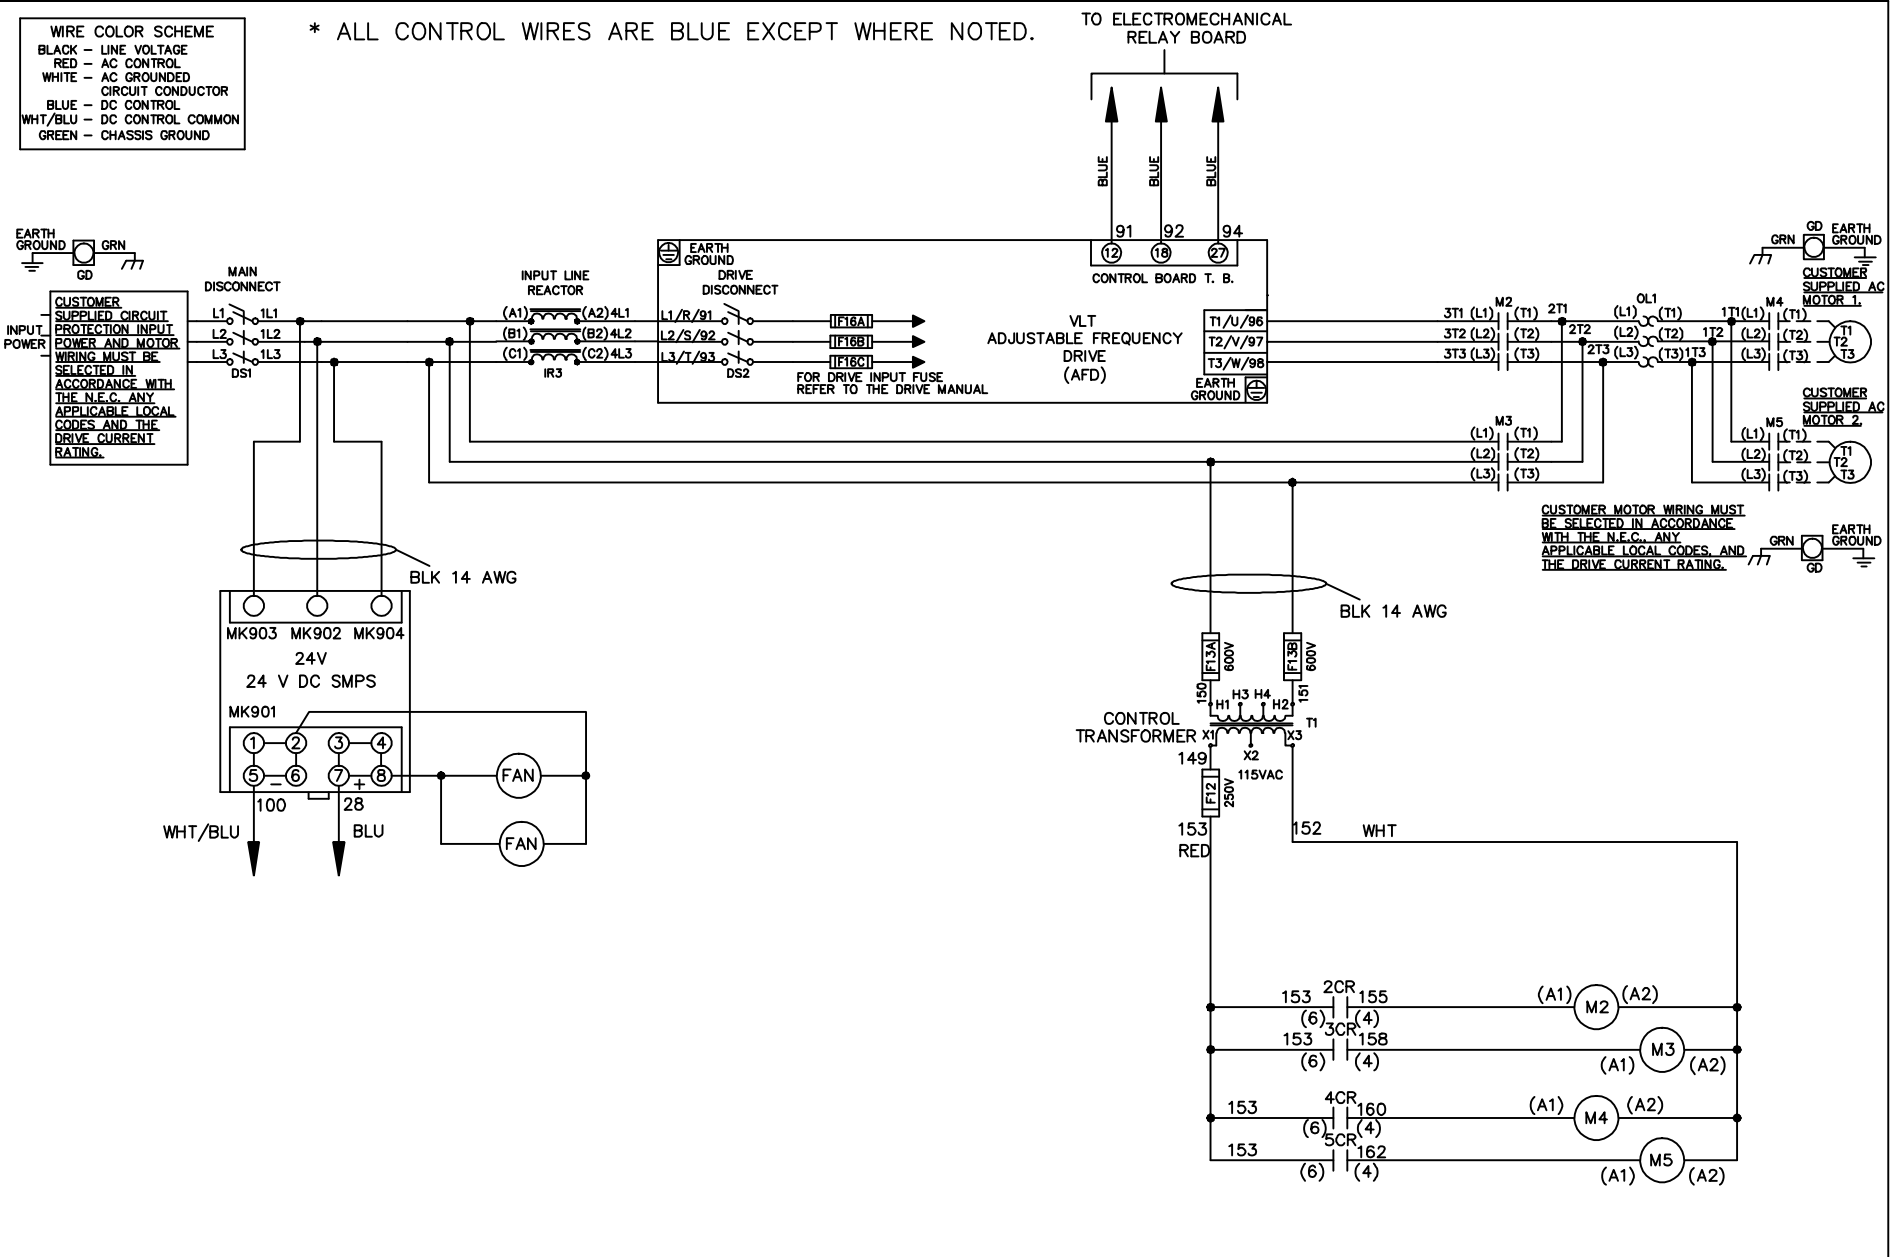 WIRE COLOR SCHEME
BLACK – LINE VOLTAGE
RED – AC CONTROL
WHITE – AC GROUNDED
CIRCUIT CONDUCTOR
BLUE – DC CONTROL
WHT/BLU – DC CONTROL COMMON
GREEN – CHASSIS GROUND
* ALL CONTROL WIRES ARE BLUE EXCEPT WHERE NOTED.
TO ELECTROMECHANICAL
RELAY BOARD
BLUE
BLUE
BLUE
91 92 94
12 18 27
CONTROL BOARD T. B.
EARTH
GROUND
GRN
GD
INPUT
POWER
CUSTOMER
SUPPLIED CIRCUIT
PROTECTION INPUT
POWER AND MOTOR
WIRING MUST BE
SELECTED IN
ACCORDANCE WITH
THE N.E.C. ANY
APPLICABLE LOCAL
CODES AND THE
DRIVE CURRENT
RATING.
MAIN
DISCONNECT
L1 1L1
L2 1L2
L3 1L3
DS1
INPUT LINE
REACTOR
(A1) (A2) 4L1
(B1) (B2) 4L2
(C1) (C2) 4L3
IR3
EARTH
GROUND
DRIVE
DISCONNECT
L1/R/91
L2/S/92
L3/T/93
DS2
F16A
F16B
F16C
FOR DRIVE INPUT FUSE
REFER TO THE DRIVE MANUAL
VLT
ADJUSTABLE FREQUENCY
DRIVE
(AFD)
T1/U/96
T2/V/97
T3/W/98
EARTH
GROUND
M2
3T1 (L1) (T1) 2T1
3T2 (L2) (T2) 2T2
3T3 (L3) (T3) 2T3
OL1
(L1) (T1) 1T1
(L2) (T2) 1T2
(L3) (T3) 1T3
M4
(L1) (T1)
(L2) (T2)
(L3) (T3)
T1
T2
T3
GRN
GD
EARTH
GROUND
CUSTOMER
SUPPLIED AC
MOTOR 1.
M3
(L1) (T1)
(L2) (T2)
(L3) (T3)
M5
(L1) (T1)
(L2) (T2)
(L3) (T3)
T1
T2
T3
CUSTOMER
SUPPLIED AC
MOTOR 2.
CUSTOMER MOTOR WIRING MUST
BE SELECTED IN ACCORDANCE
WITH THE N.E.C., ANY
APPLICABLE LOCAL CODES, AND
THE DRIVE CURRENT RATING.
GRN
GD
EARTH
GROUND
BLK 14 AWG
MK903 MK902 MK904
24V
24 V DC SMPS
MK901
1 2 3 4
5 – 6 7 + 8
100 28
WHT/BLU BLU
FAN
FAN
BLK 14 AWG
F13A 600V
F13B 600V
150 151
H1 H3 H4 H2
T1
CONTROL
TRANSFORMER
X1 X2 X3
115VAC
149
F12 250V
153
RED
152 WHT
153 2CR 155 (A1) M2 (A2)
(6) (4)
153 3CR 158 M3
(6) (4) (A1) (A2)
153 4CR 160 (A1) M4 (A2)
(6) (4)
153 5CR 162 M5
(6) (4) (A1) (A2)